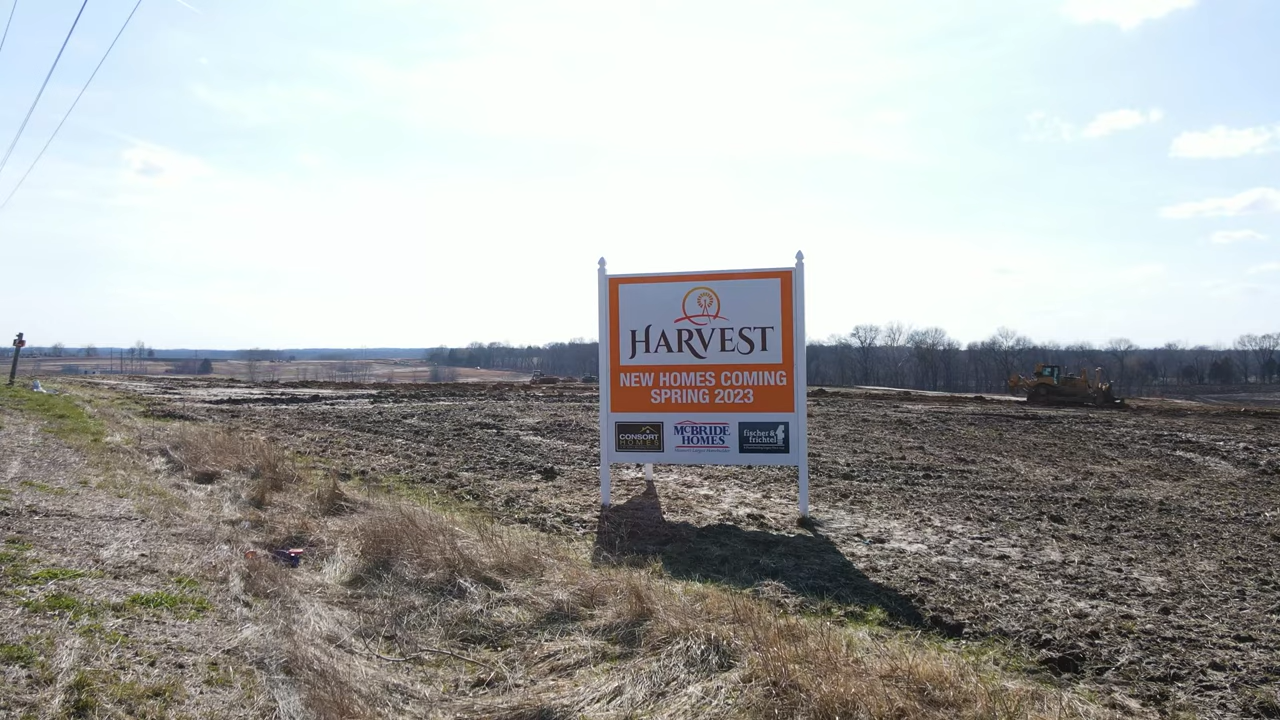 HARVEST
NEW HOMES COMING
SPRING 2023
CONSORT
HOMES
MCBRIDE
HOMES
fischer &
frichtel